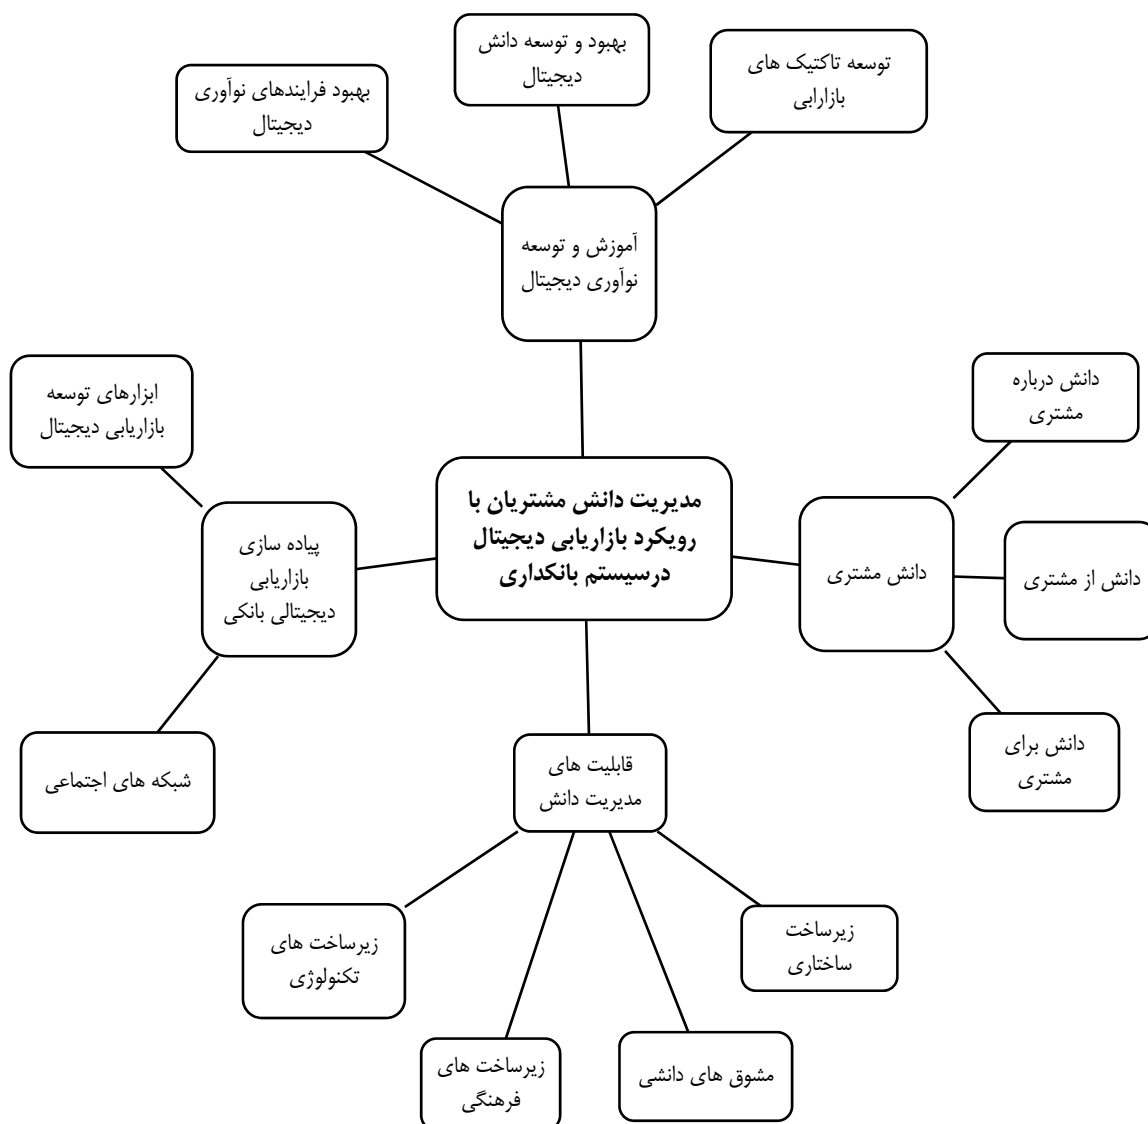 توسعه تاکتیک های
بازارابی
بهبود و توسعه دانش
دیجیتال
بهبود فرایندهای نوآوری
دیجیتال
آموزش و توسعه
نوآوری دیجیتال
دانش درباره
مشتری
ابزارهای توسعه
بازاریابی دیجیتال
مدیریت دانش مشتریان با
رویکرد بازاریابی دیجیتال
درسیستم بانکداری
دانش مشتری
دانش از مشتری
پیاده سازی
بازاریابی
دیجیتالی بانکی
دانش برای
مشتری
قابلیت های
مدیریت دانش
شبکه های اجتماعی
زیرساخت
ساختاری
زیرساخت های
تکنولوژی
مشوق های دانشی
زیرساخت های
فرهنگی